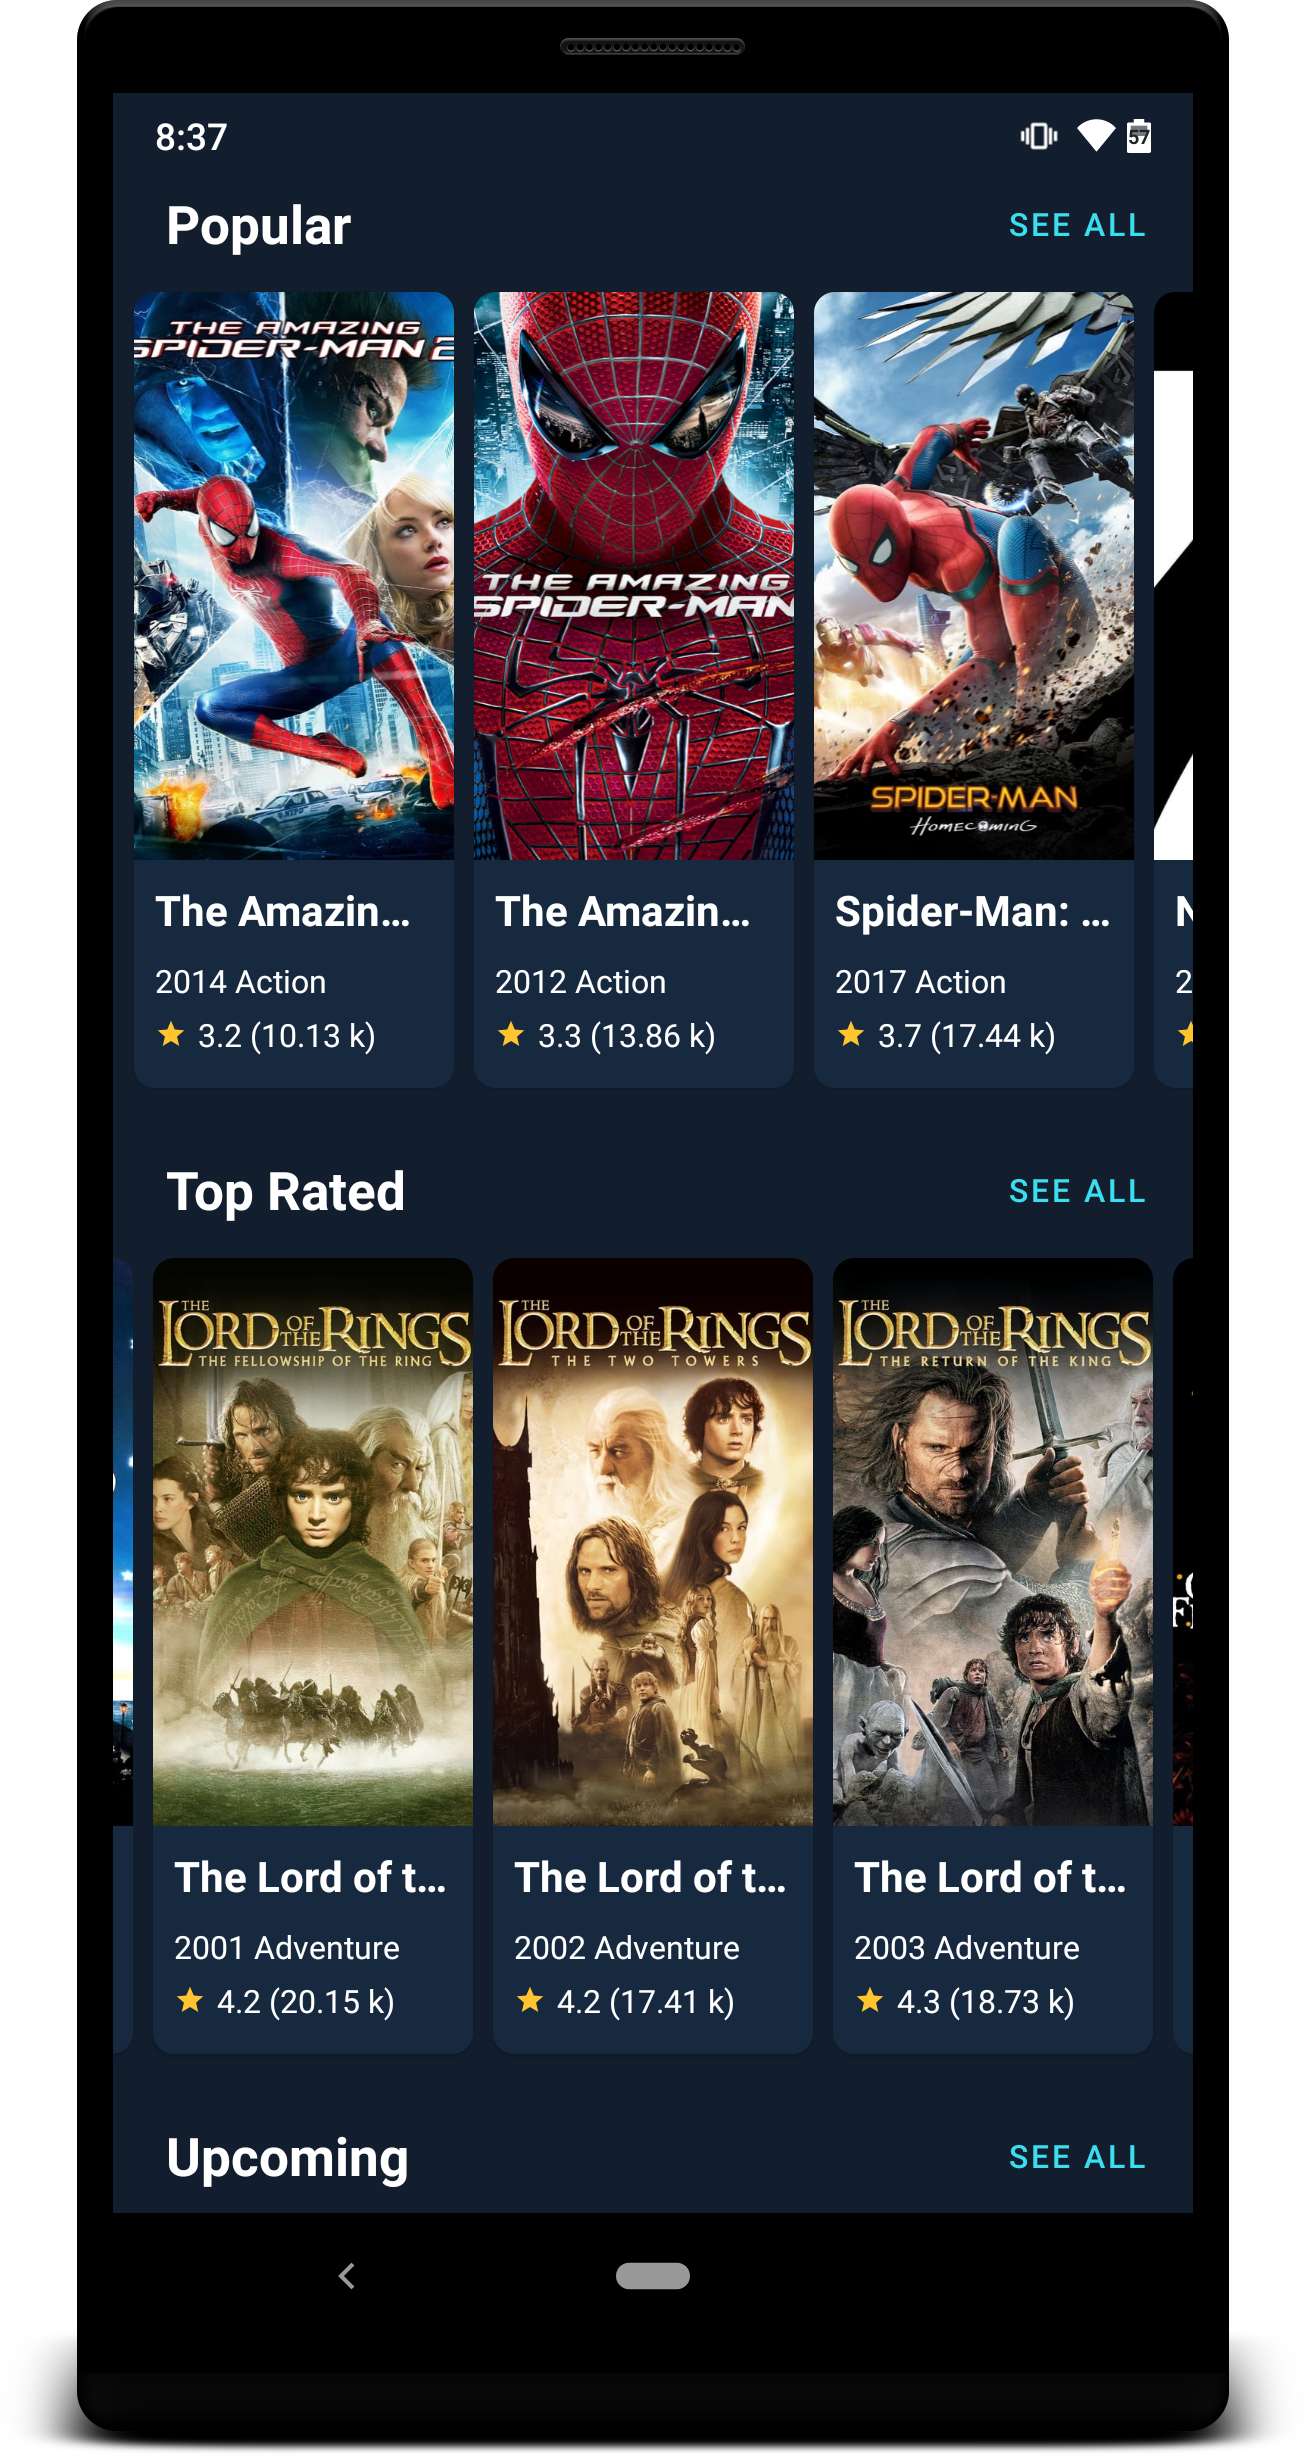 8:37
57
Popular
SEE ALL
THE AMAZING
SPIDER-MAN 2
THE AMAZING
SPIDER-MAN
SPIDER-MAN
HOMECOMING
The Amazin...
The Amazin...
Spider-Man: ...
N
2014 Action
2012 Action
2017 Action
2
3.2 (10.13 k)
3.3 (13.86 k)
3.7 (17.44 k)
Top Rated
SEE ALL
THE
LORD OF THE RINGS
THE FELLOWSHIP OF THE RING
THE
LORD OF THE RINGS
THE TWO TOWERS
THE
LORD OF THE RINGS
THE RETURN OF THE KING
The Lord of t...
The Lord of t...
The Lord of t...
2001 Adventure
2002 Adventure
2003 Adventure
4.2 (20.15 k)
4.2 (17.41 k)
4.3 (18.73 k)
Upcoming
SEE ALL